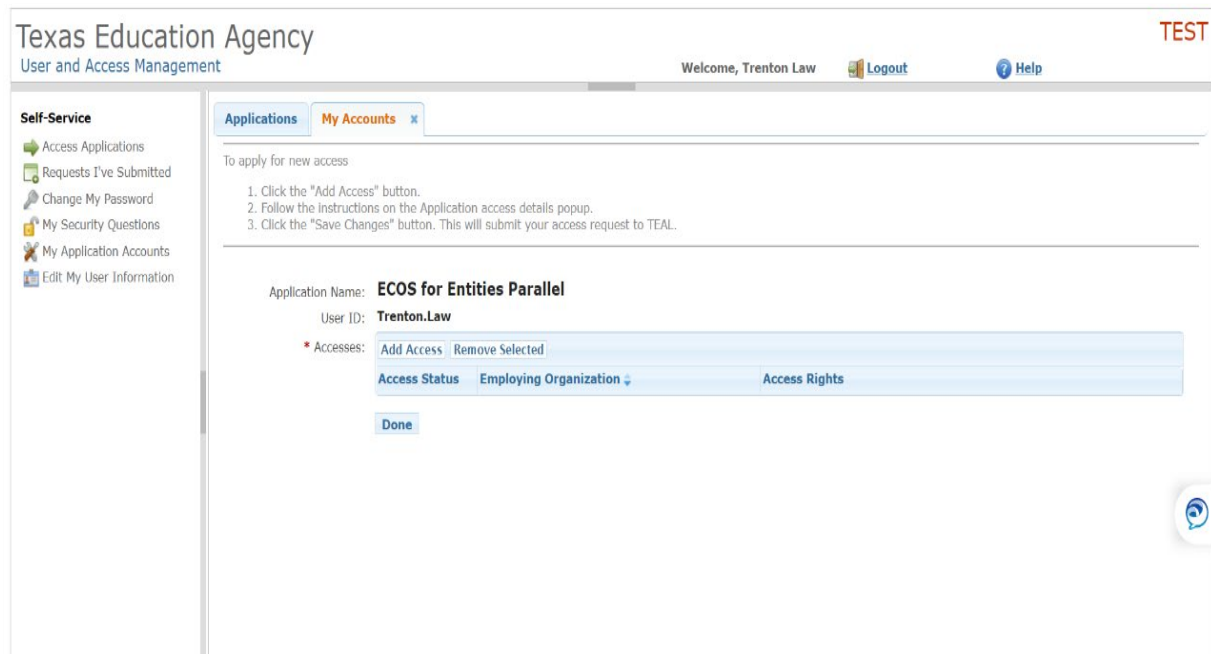 Texas Education Agency
TEST
User and Access Management
Welcome, Trenton Law
Logout
Help
Self-Service
Access Applications
Requests I've Submitted
Change My Password
My Security Questions
My Application Accounts
Edit My User Information
Applications
My Accounts
To apply for new access
1. Click the "Add Access" button.
2. Follow the instructions on the Application access details popup.
3. Click the "Save Changes" button. This will submit your access request to TEAL.
Application Name: ECOS for Entities Parallel
User ID: Trenton.Law
* Accesses: Add Access Remove Selected
Access Status Employing Organization Access Rights
Done